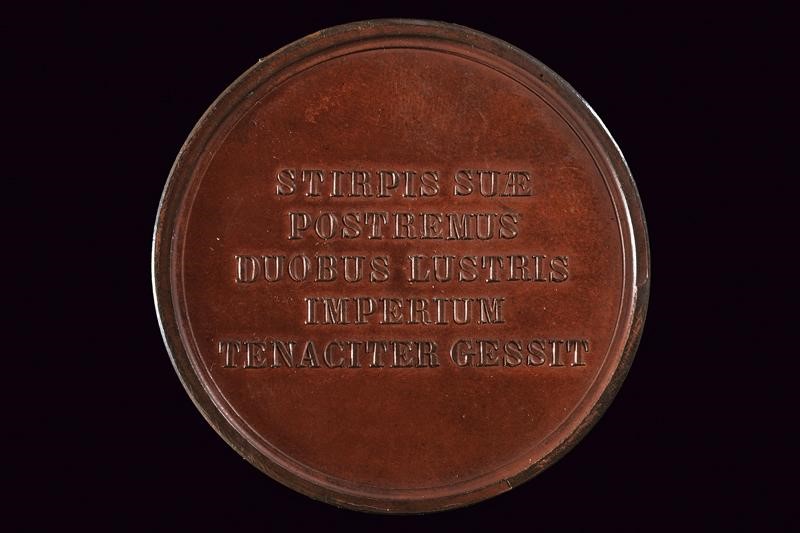 STIRPIS SUÆ
POSTREMUS
DUOBUS LUSTRIS
IMPERIUM
TENACITER GESSIT